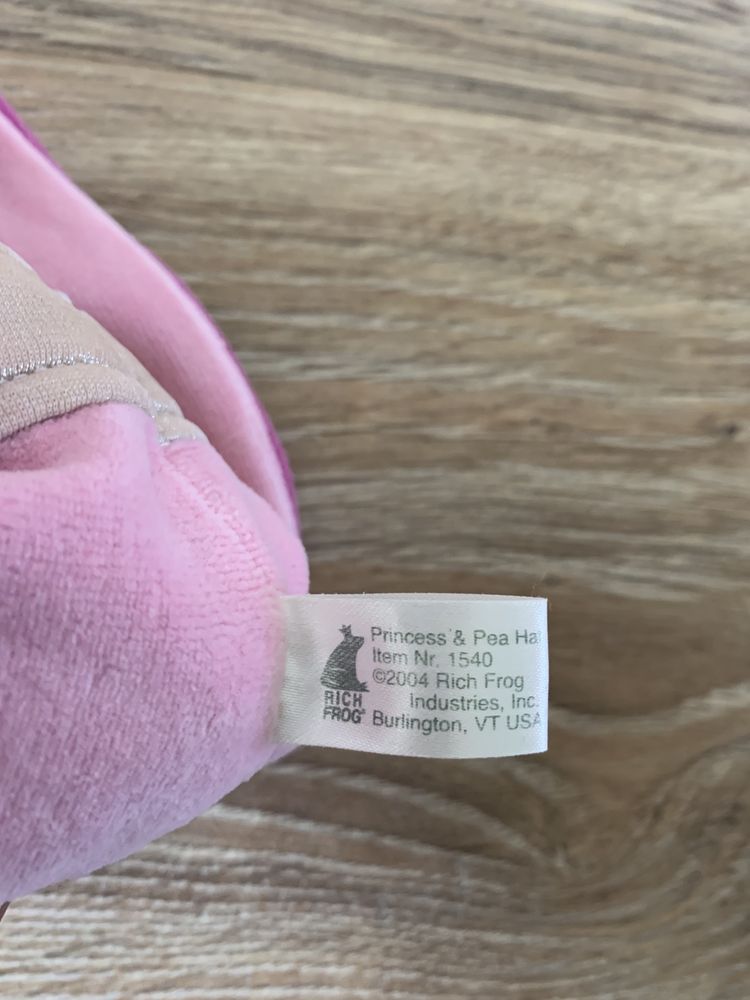 Princess & Pea Ha
Item Nr. 1540
©2004 Rich Frog
Industries, Inc.
Burlington, VT USA
RICH
FROG